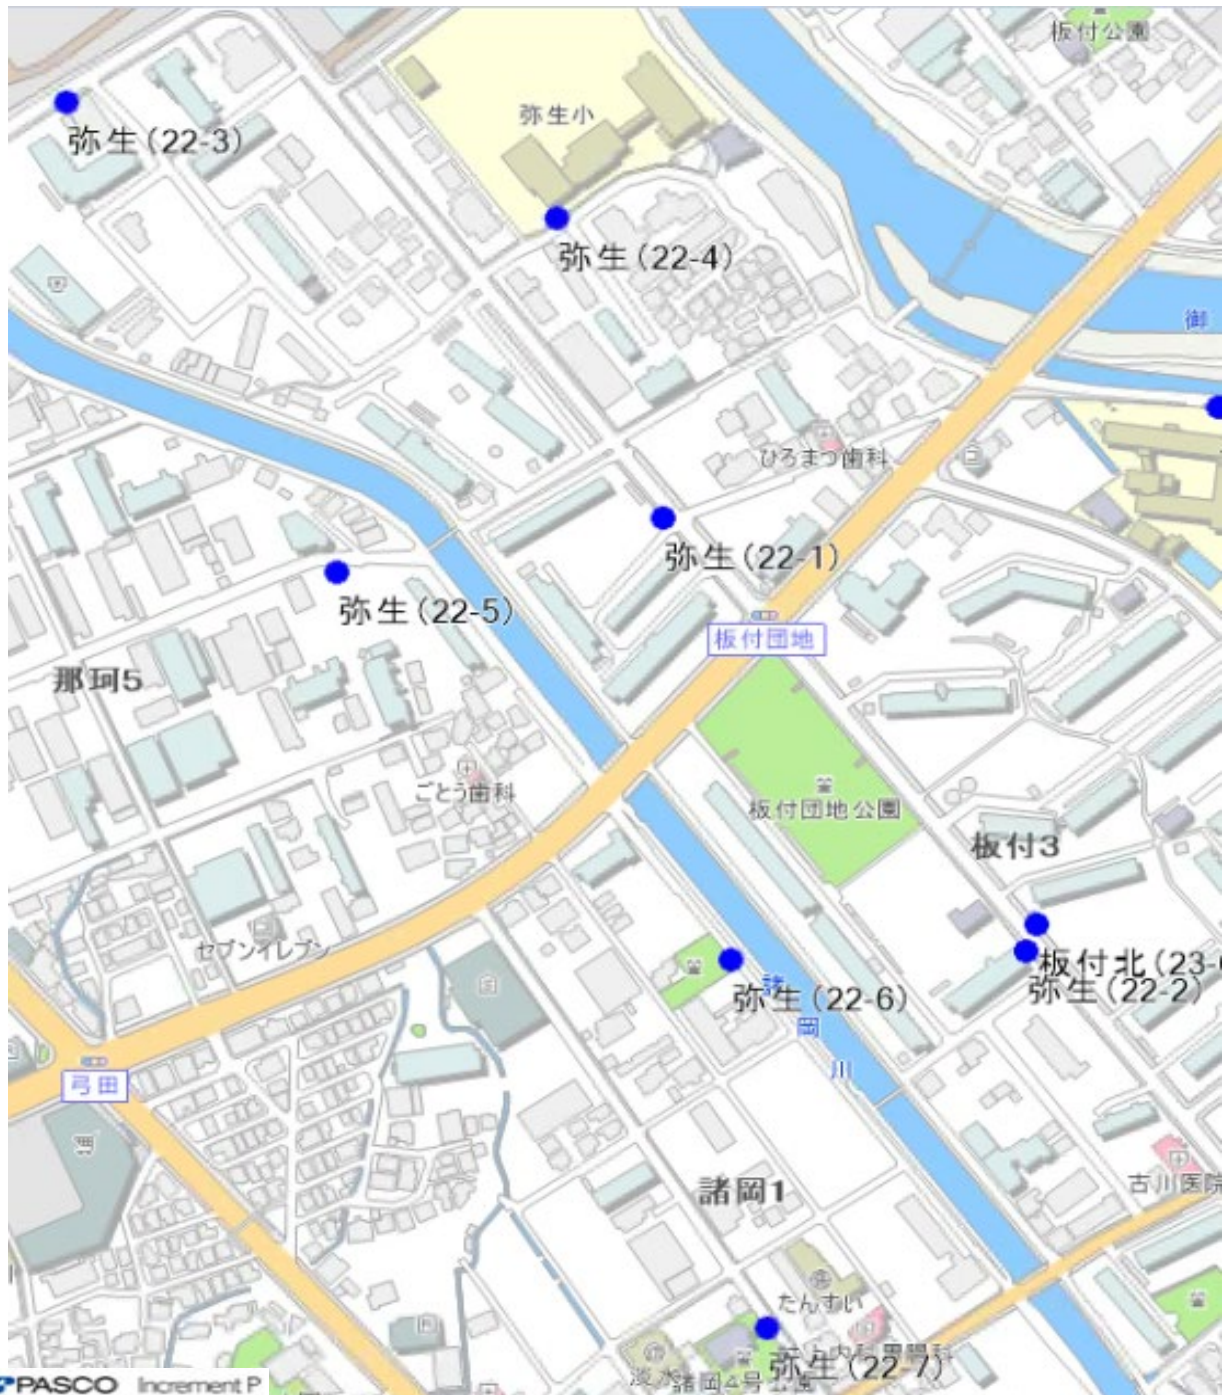 板付公園
弥生小
弥生(22-3)
弥生(22-4)
御
ひろまつ歯科
弥生(22-1)
弥生(22-5)
板付団地
那珂5
ごとう歯科
板付団地公園
板付3
セブンイレブン
板付北(23-
弥生(22-2)
弥生(22-6)
諸
岡
川
弓田
古川医院
諸岡1
たんすい
弥生(22-7)
諸岡4号公園
PASCO Increment P